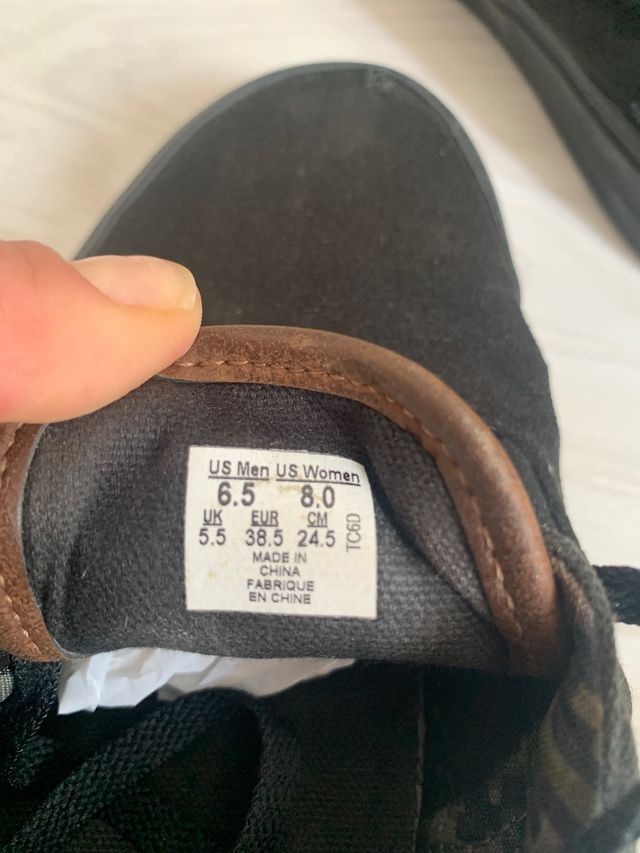 US Men US Women
6.5 8.0
UK EUR CM
5.5 38.5 24.5
MADE IN
CHINA
FABRIQUE
EN CHINE
TC6D